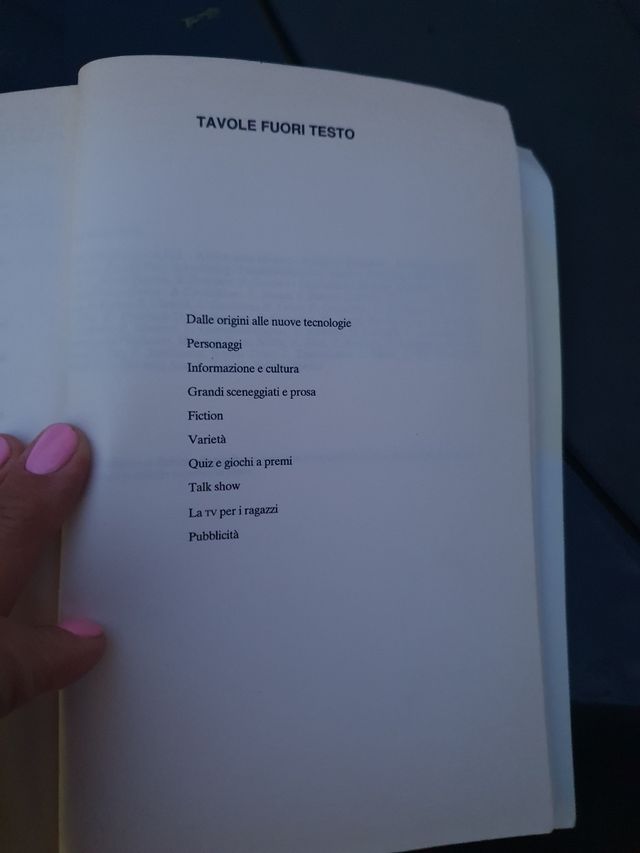 TAVOLE FUORI TESTO
Dalle origini alle nuove tecnologie
Personaggi
Informazione e cultura
Grandi sceneggiati e prosa
Fiction
Varietà
Quiz e giochi a premi
Talk show
La TV per i ragazzi
Pubblicità